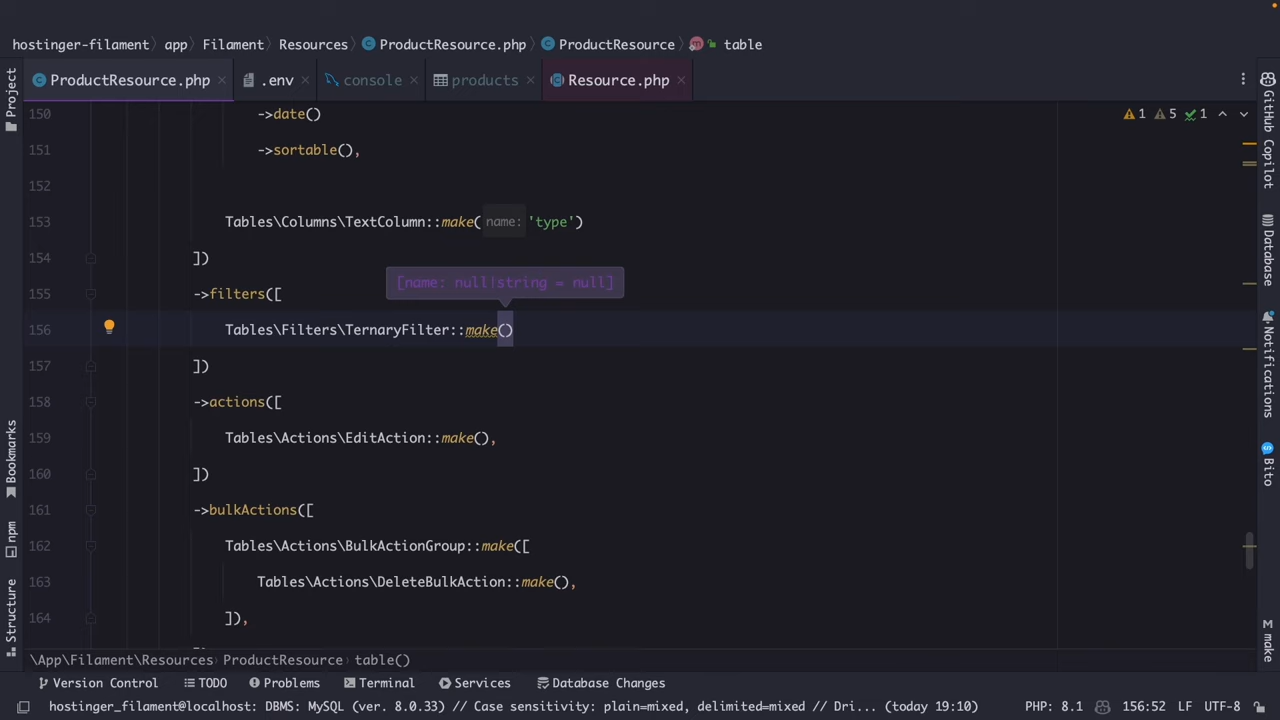 hostinger-filament app Filament Resources ProductResource.php ProductResource table
ProductResource.php .env console products Resource.php
Project
GitHub Copilot
Database
Notifications
Bito
make
Bookmarks
npm
Structure
1 5 1
150 ->date()
151 ->sortable(),
152
153 Tables\Columns\TextColumn::make( name: 'type')
154 ])
[name: null|string = null]
155 ->filters([
156 Tables\Filters\TernaryFilter::make()
157 ])
158 ->actions([
159 Tables\Actions\EditAction::make(),
160 ])
161 ->bulkActions([
162 Tables\Actions\BulkActionGroup::make([
163 Tables\Actions\DeleteBulkAction::make(),
164 ]),
\App\Filament\Resources ProductResource table()
Version Control TODO Problems Terminal Services Database Changes
hostinger_filament@localhost: DBMS: MySQL (ver. 8.0.33) // Case sensitivity: plain=mixed, delimited=mixed // Dri... (today 19:10) PHP: 8.1 156:52 LF UTF-8